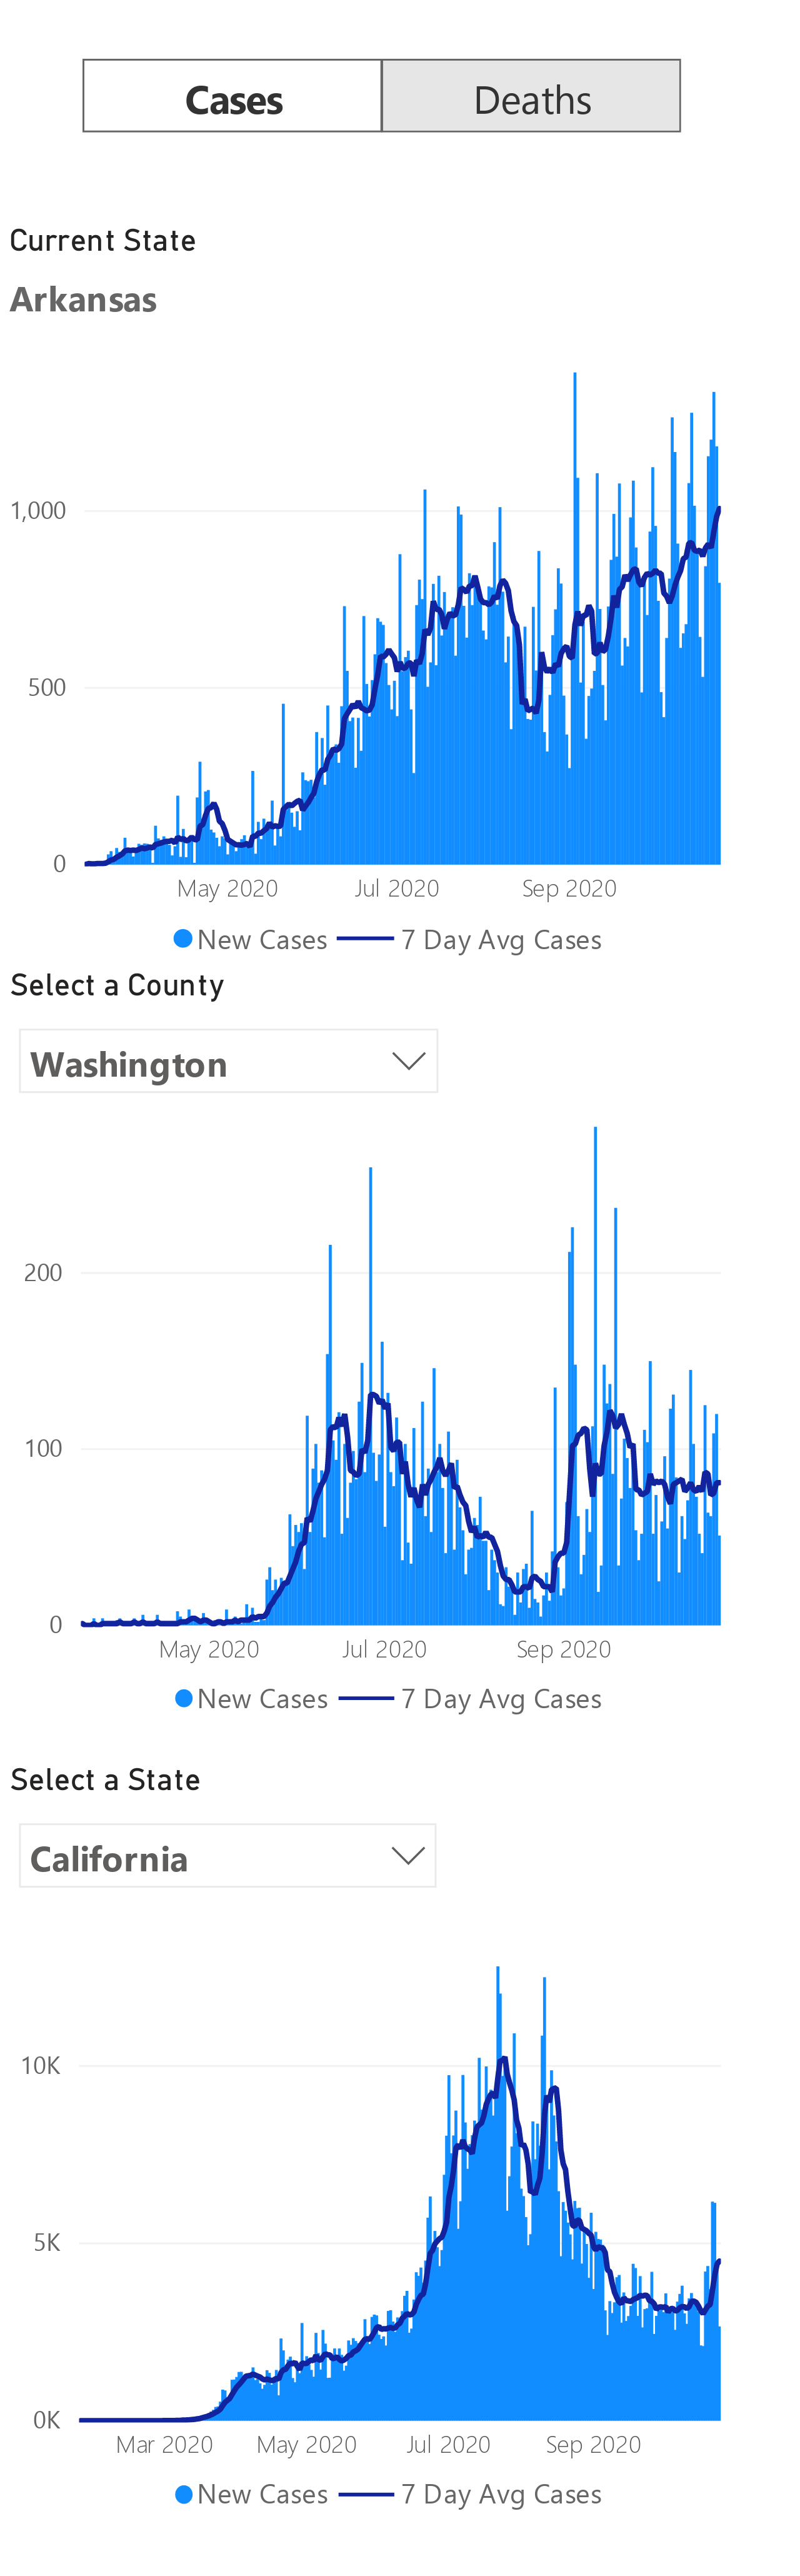 Cases Deaths
Current State
Arkansas
1,000
500
0
May 2020 Jul 2020 Sep 2020
New Cases 7 Day Avg Cases
Select a County
Washington
200
100
0
May 2020 Jul 2020 Sep 2020
New Cases 7 Day Avg Cases
Select a State
California
10K
5K
0K
Mar 2020 May 2020 Jul 2020 Sep 2020
New Cases 7 Day Avg Cases